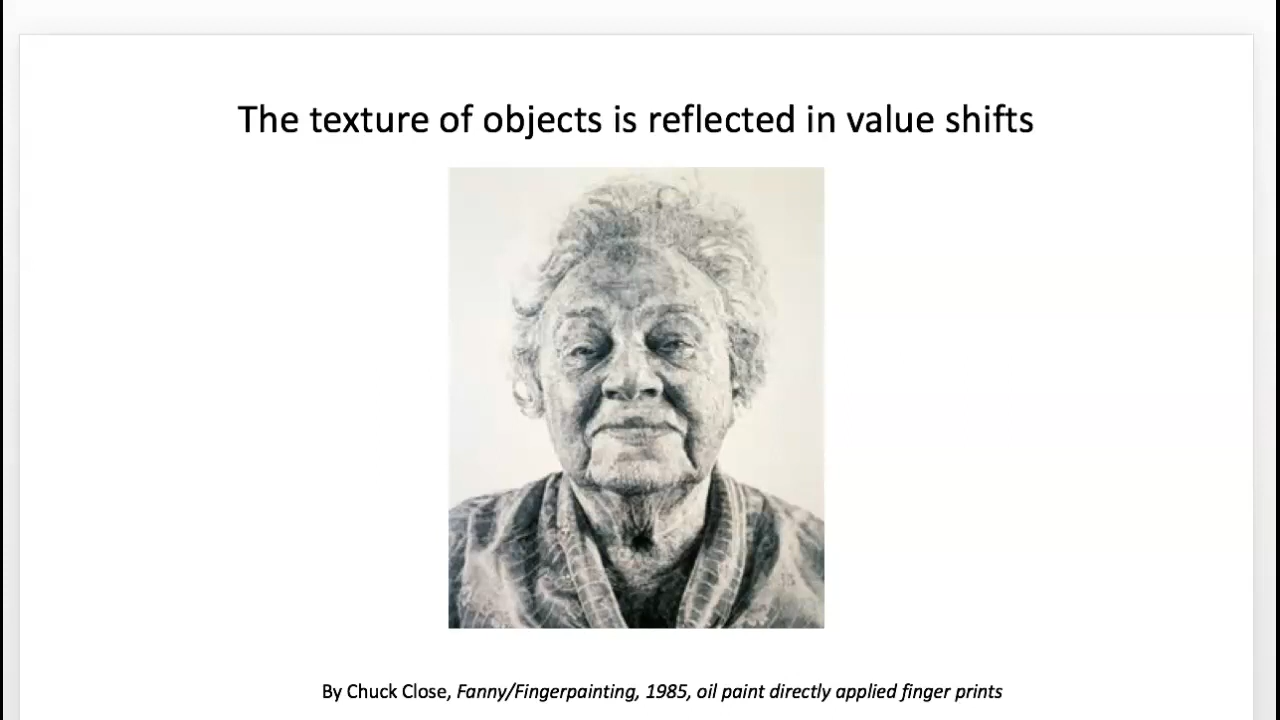 The texture of objects is reflected in value shifts
By Chuck Close, Fanny/Fingerpainting, 1985, oil paint directly applied finger prints